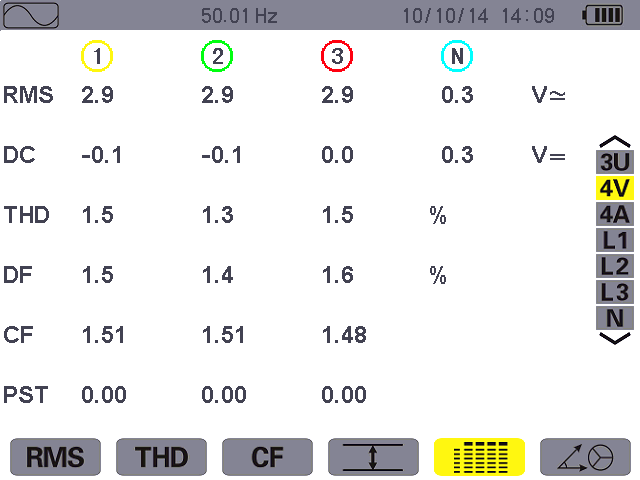 50.01 Hz 10/10/14 14:09
1 2 3 N
RMS 2.9 2.9 2.9 0.3 V≃
DC -0.1 -0.1 0.0 0.3 V=
THD 1.5 1.3 1.5 %
DF 1.5 1.4 1.6 %
CF 1.51 1.51 1.48
PST 0.00 0.00 0.00
3U
4V
4A
L1
L2
L3
N
RMS THD CF